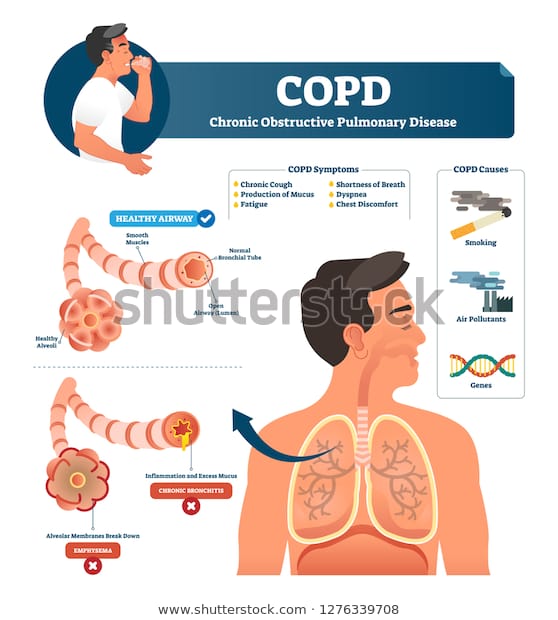 COPD
Chronic Obstructive Pulmonary Disease
COPD Symptoms
Chronic Cough
Production of Mucus
Fatigue
Shortness of Breath
Dyspnea
Chest Discomfort
COPD Causes
Smoking
Air Pollutants
Genes
HEALTHY AIRWAY
Smooth
Muscles
Normal
Bronchial Tube
Open
Airway (Lumen)
Healthy
Alveoli
Inflammation and Excess Mucus
CHRONIC BRONCHITIS
Alveolar Membranes Break Down
EMPHYSEMA
shutterstock
shutterstock.com • 1276339708